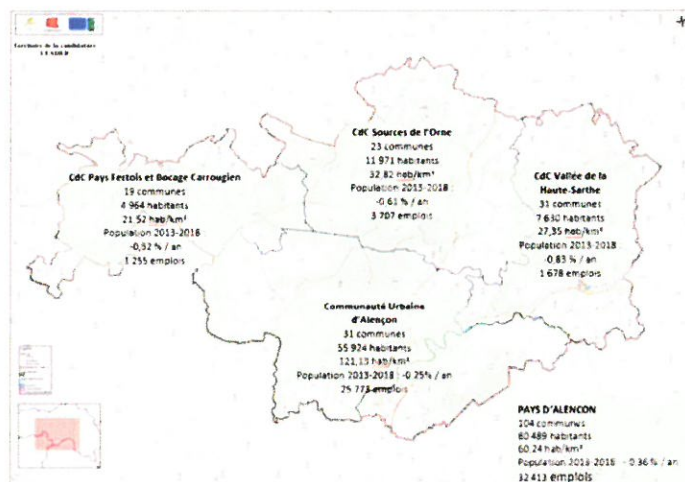 Territoire de la candidature
LEADER
CdC Sources de l'Orne
23 communes
11 971 habitants
32,82 hab/km²
Population 2013-2018 :
-0,61 % / an
3 707 emplois
CdC Pays Fertois et Bocage Carrougien
19 communes
4 964 habitants
21,52 hab/km²
Population 2013-2018
-0,52 % / an
1 255 emplois
CdC Vallée de la
Haute-Sarthe
31 communes
7 630 habitants
27,35 hab/km²
Population 2013-2018
-0,83 % / an
1 678 emplois
Communauté Urbaine
d'Alençon
31 communes
55 924 habitants
121,13 hab/km²
Population 2013-2018 : -0.25% / an
25 773 emplois
PAYS D'ALENCON
104 communes
80 489 habitants
60.24 hab/km²
Population 2013-2018 : -0.36 % / an
32 413 emplois